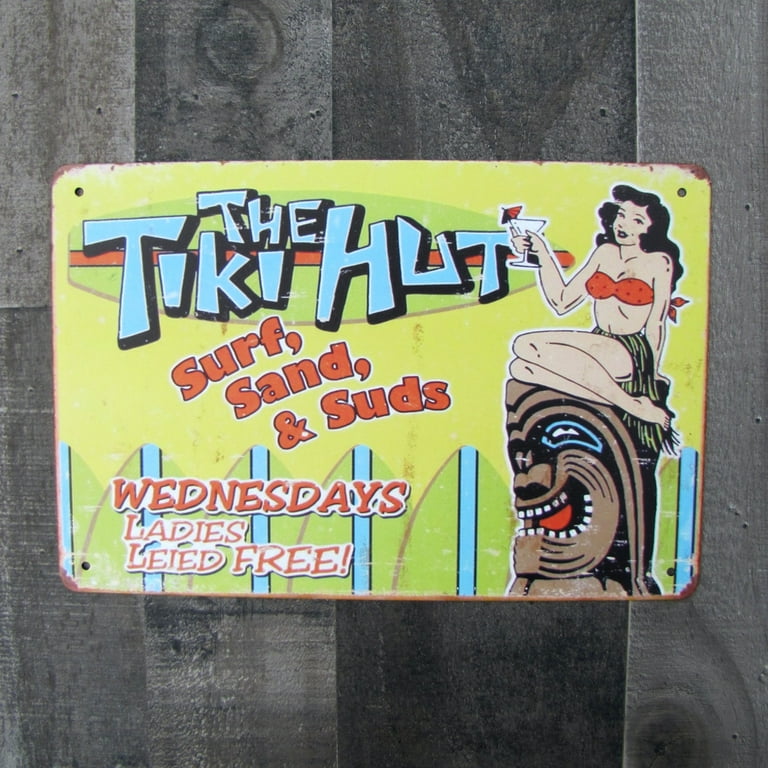 THE
TIKI HUT
Surf,
Sand,
& Suds
WEDNESDAYS
LADIES
LEIED FREE!